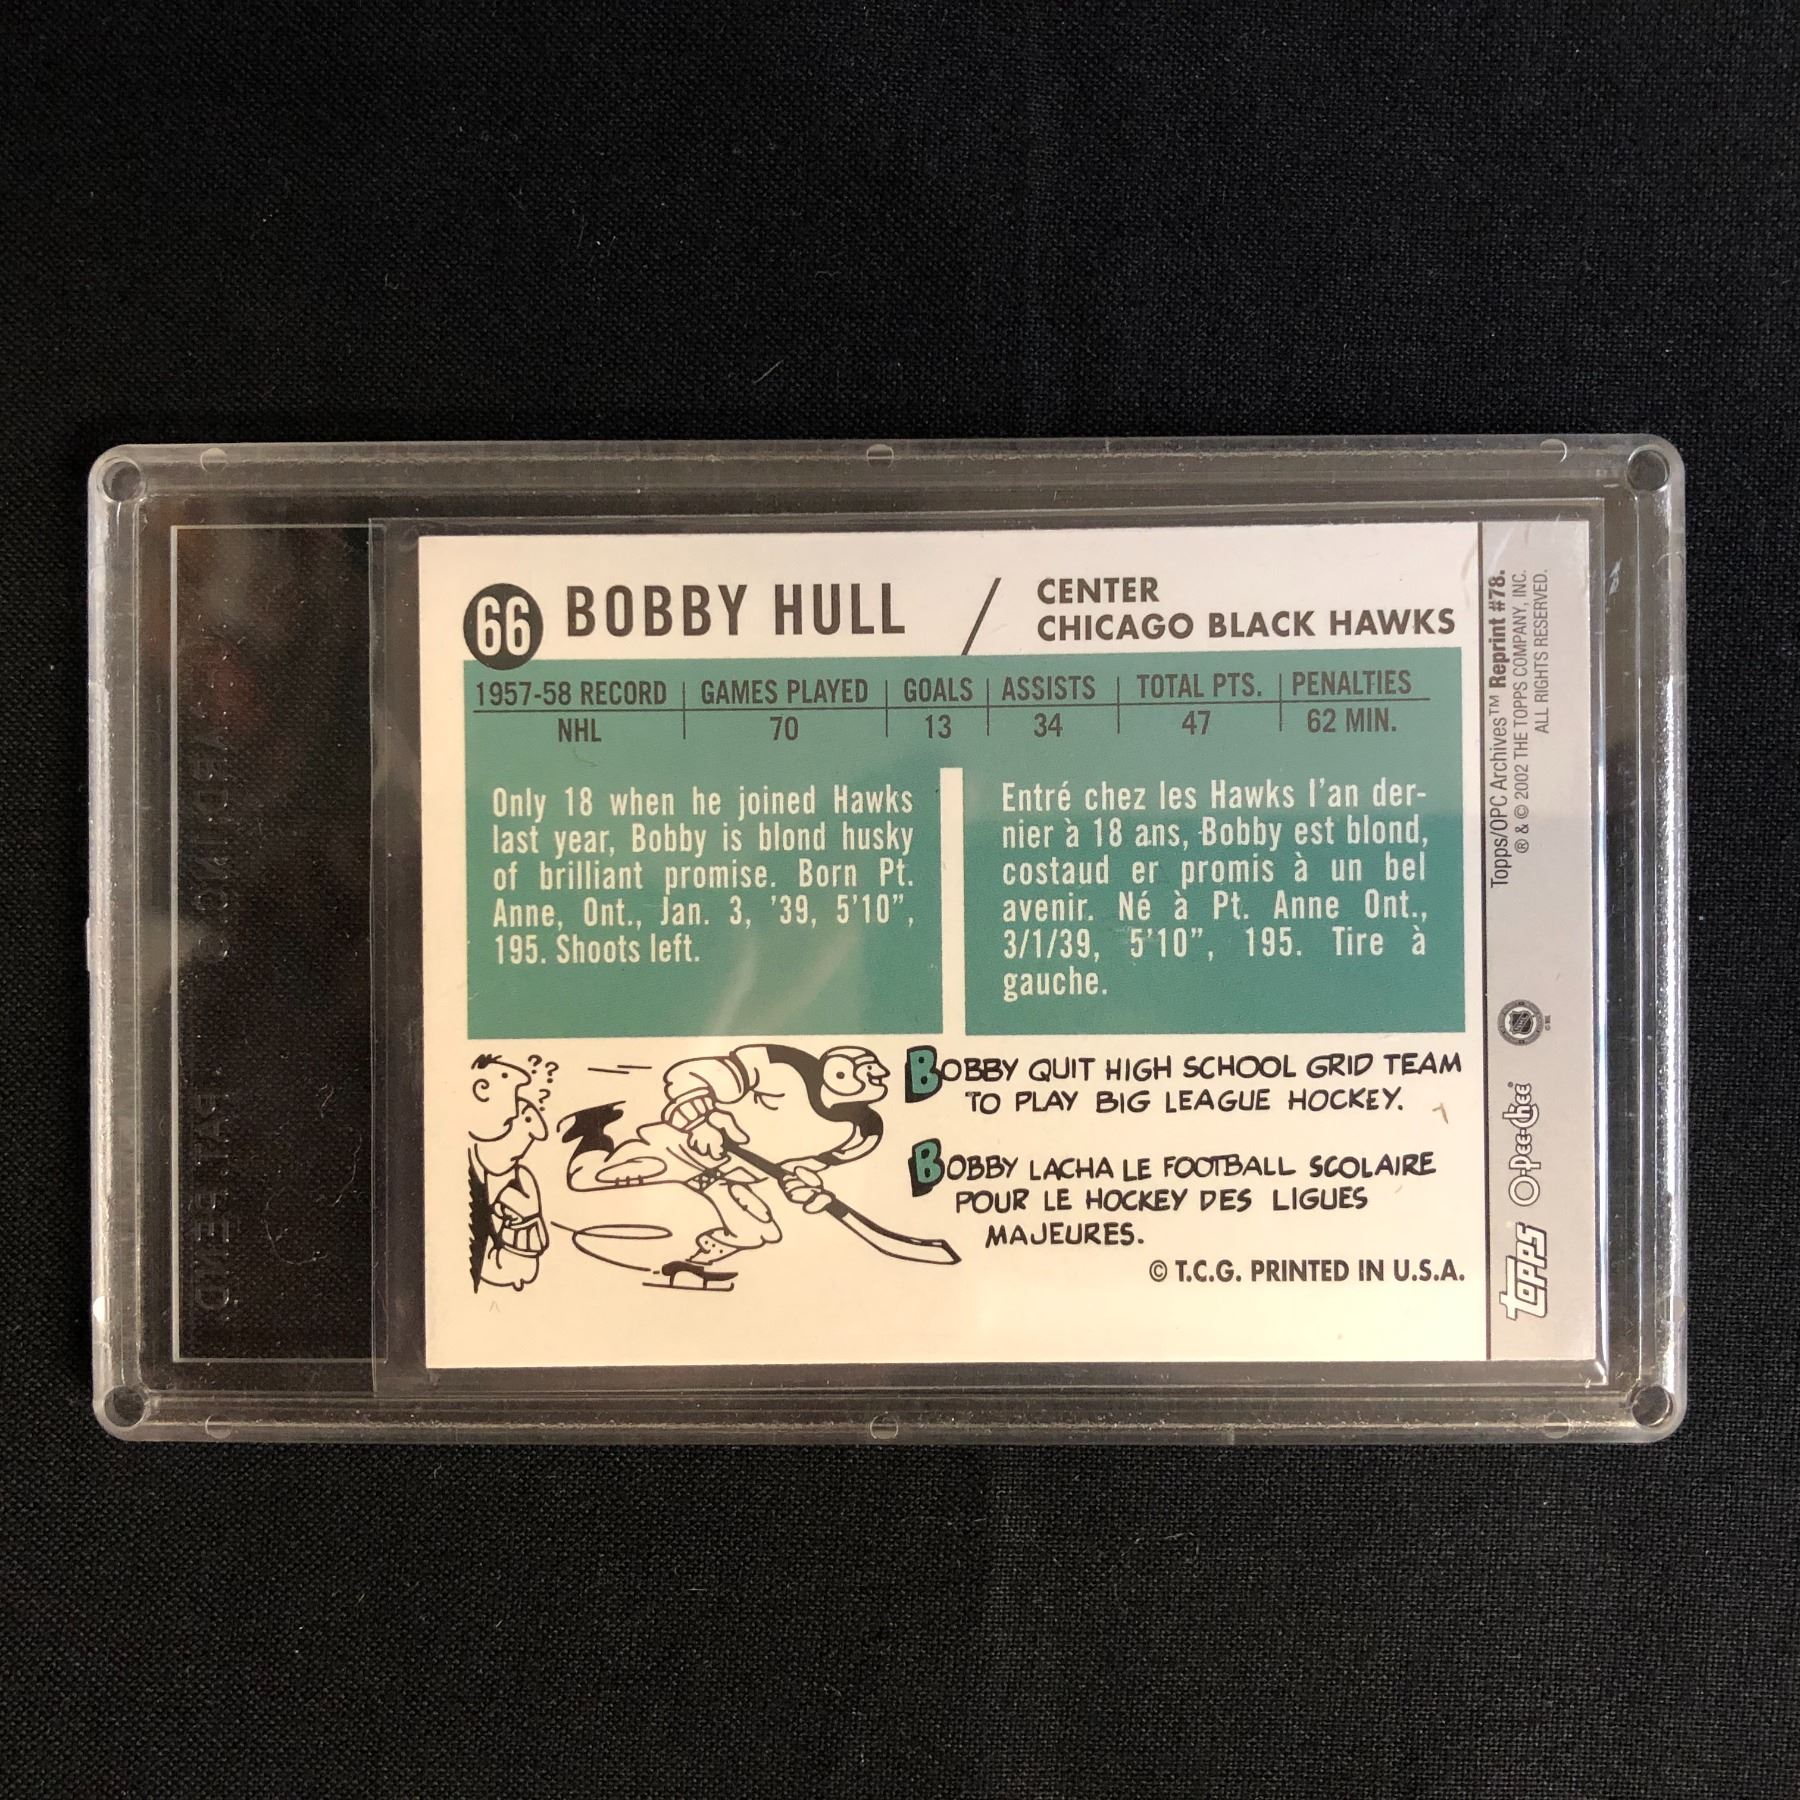 66 BOBBY HULL / CENTER
CHICAGO BLACK HAWKS
1957-58 RECORD | GAMES PLAYED | GOALS | ASSISTS | TOTAL PTS. | PENALTIES
NHL | 70 | 13 | 34 | 47 | 62 MIN.
Only 18 when he joined Hawks
last year, Bobby is blond husky
of brilliant promise. Born Pt.
Anne, Ont., Jan. 3, '39, 5'10",
195. Shoots left.
Entré chez les Hawks l'an der-
nier à 18 ans, Bobby est blond,
costaud er promis à un bel
avenir. Né à Pt. Anne Ont.,
3/1/39, 5'10", 195. Tire à
gauche.
????
BOBBY QUIT HIGH SCHOOL GRID TEAM
TO PLAY BIG LEAGUE HOCKEY.
BOBBY LACHA LE FOOTBALL SCOLAIRE
POUR LE HOCKEY DES LIGUES
MAJEURES.
© T.C.G. PRINTED IN U.S.A.
Topps/OPC Archives™ Reprint #78.
® & © 2002 THE TOPPS COMPANY, INC.
ALL RIGHTS RESERVED.
© NHL
O-Pee-Chee®
Topps
PAT PEND